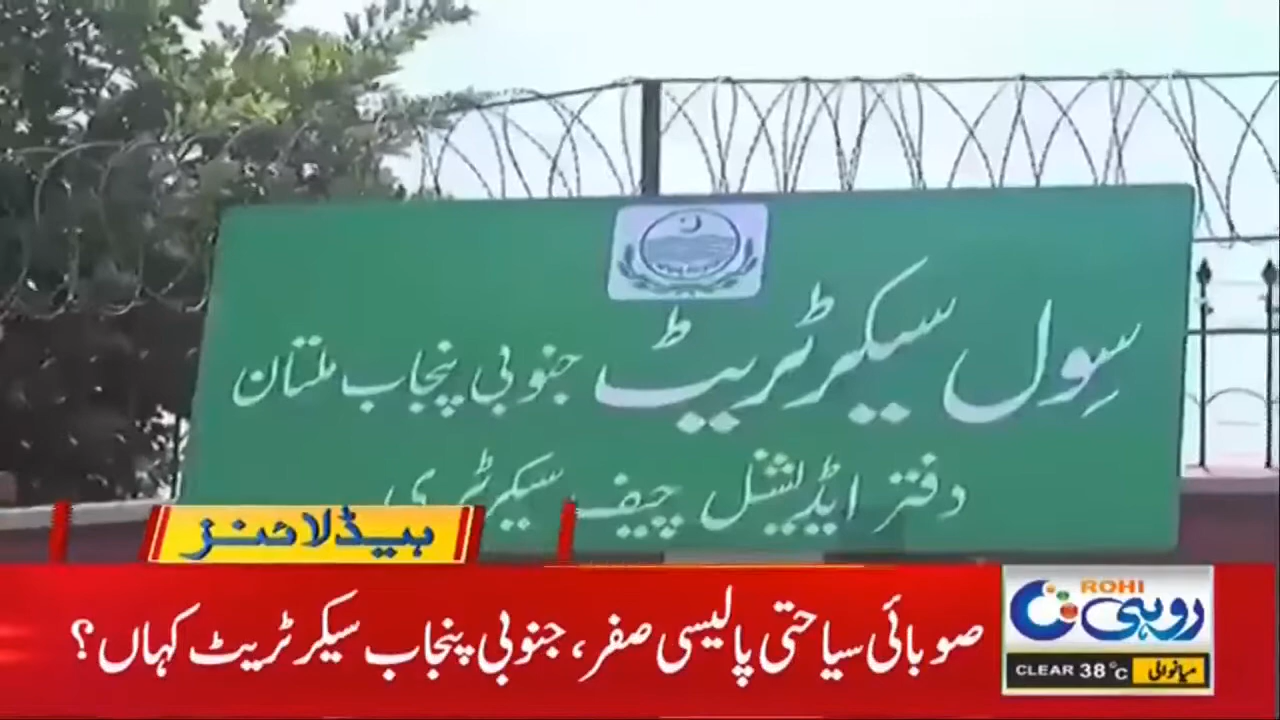 سِول سیکرٹریٹ جنوبی پنجاب ملتان
دفتر ایڈیشنل چیف سیکرٹری
ہیڈلائنز
صوبائی سیاحتی پالیسی صفر، جنوبی پنجاب سیکرٹریٹ کہاں؟
ROHI
روہی
CLEAR 38°C میانوالی